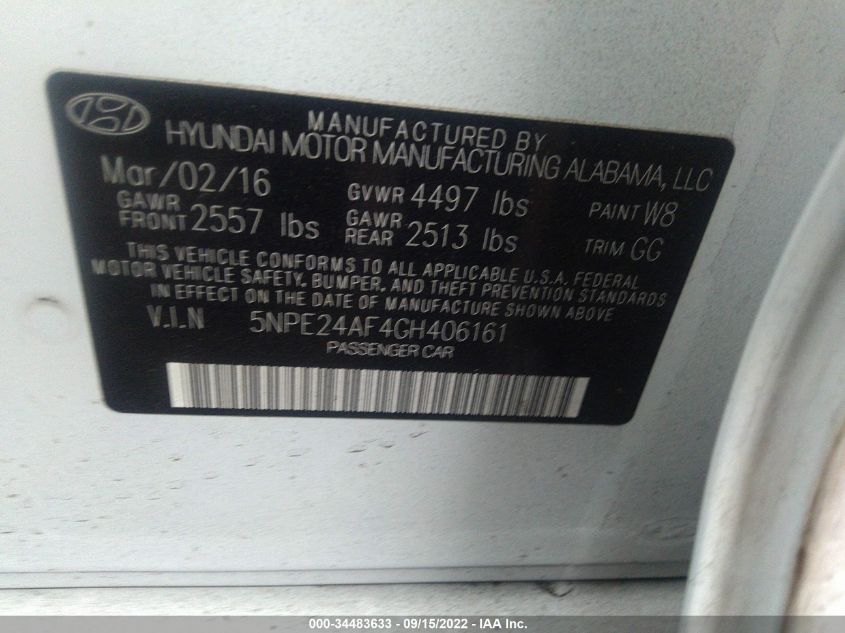 MANUFACTURED BY
HYUNDAI MOTOR MANUFACTURING ALABAMA, LLC
Mar/02/16 GVWR 4497 lbs PAINT W8
GAWR FRONT 2557 lbs GAWR REAR 2513 lbs TRIM GG
THIS VEHICLE CONFORMS TO ALL APPLICABLE U.S.A. FEDERAL
MOTOR VEHICLE SAFETY, BUMPER, AND THEFT PREVENTION STANDARDS
IN EFFECT ON THE DATE OF MANUFACTURE SHOWN ABOVE
V.I.N 5NPE24AF4GH406161
PASSENGER CAR
000-34483633 - 09/15/2022 - IAA Inc.